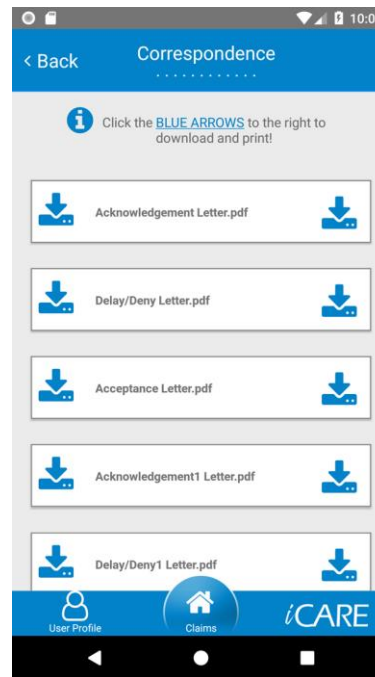 10:0
< Back
Correspondence
Click the BLUE ARROWS to the right to
download and print!
Acknowledgement Letter.pdf
Delay/Deny Letter.pdf
Acceptance Letter.pdf
Acknowledgement1 Letter.pdf
Delay/Deny1 Letter.pdf
User Profile
Claims
iCARE